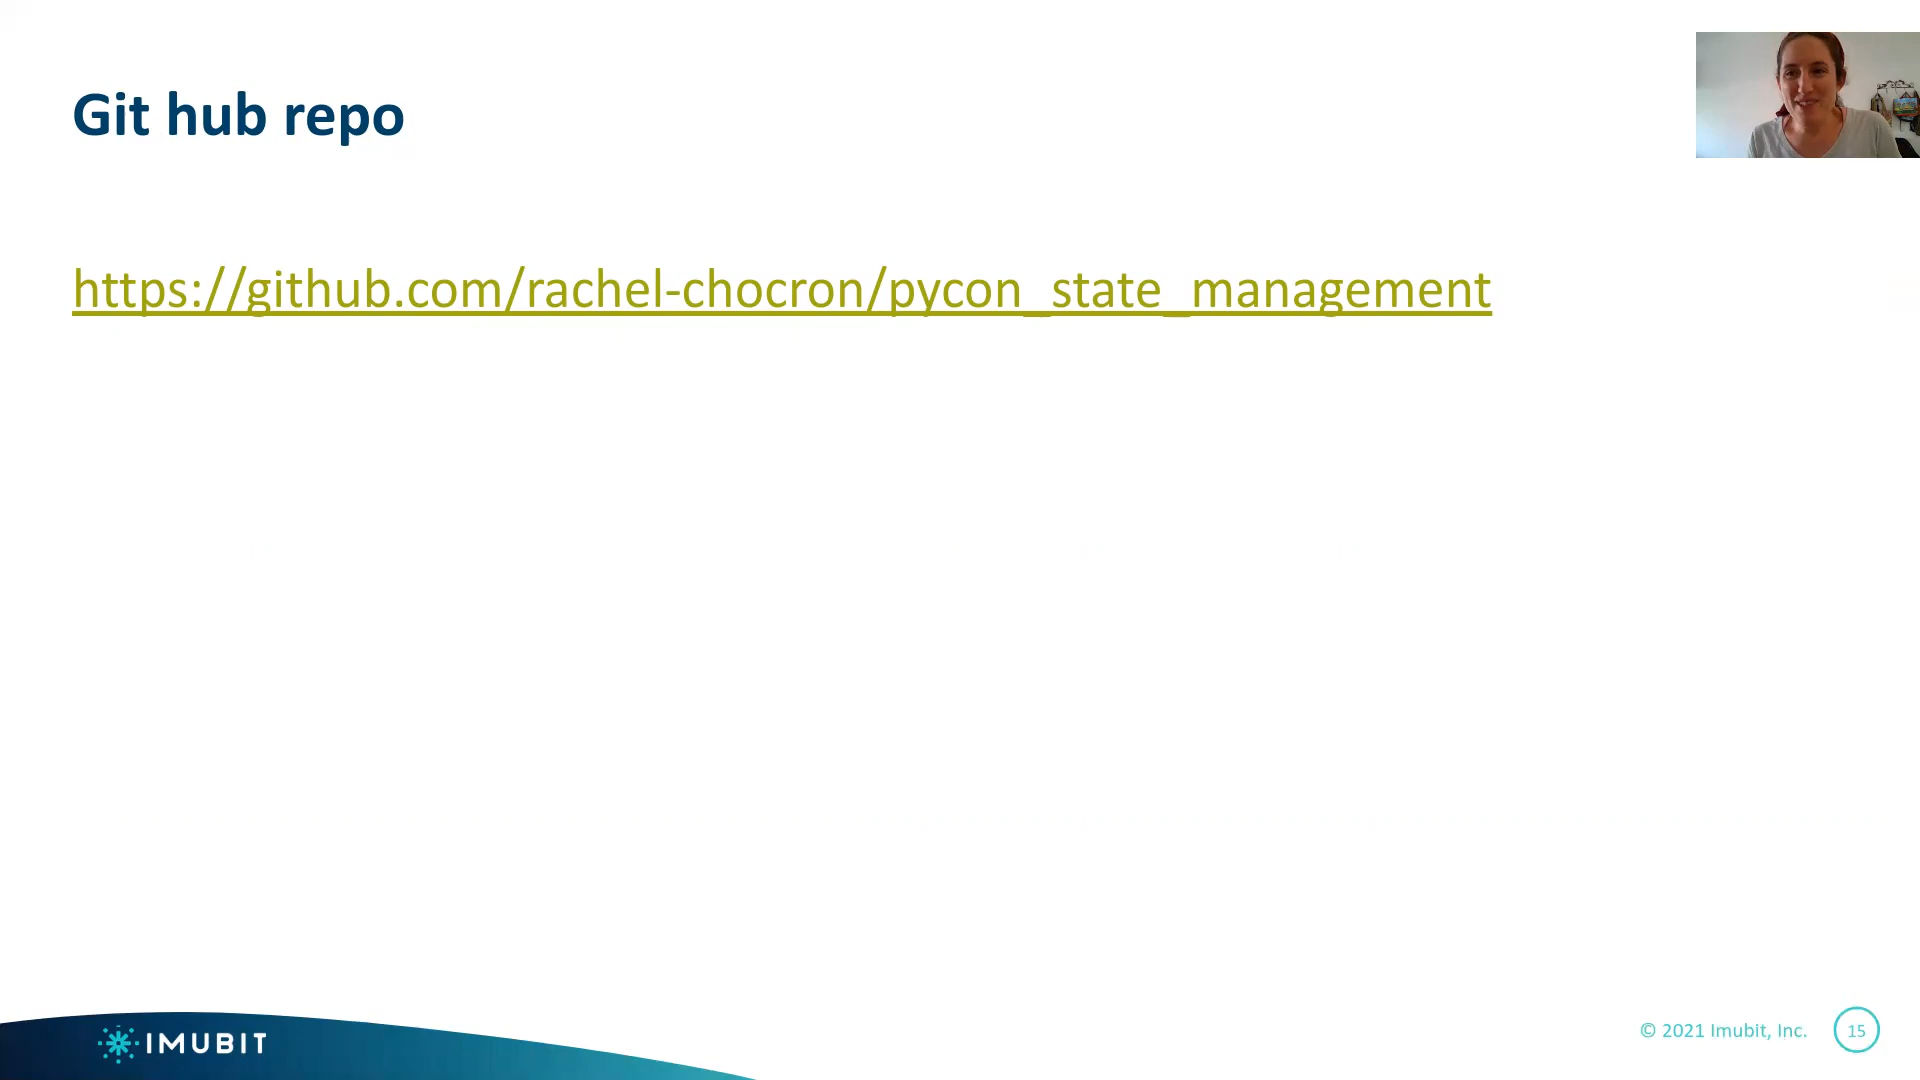 Git hub repo
https://github.com/rachel-chocron/pycon_state_management
IMUBIT
© 2021 Imubit, Inc.
15